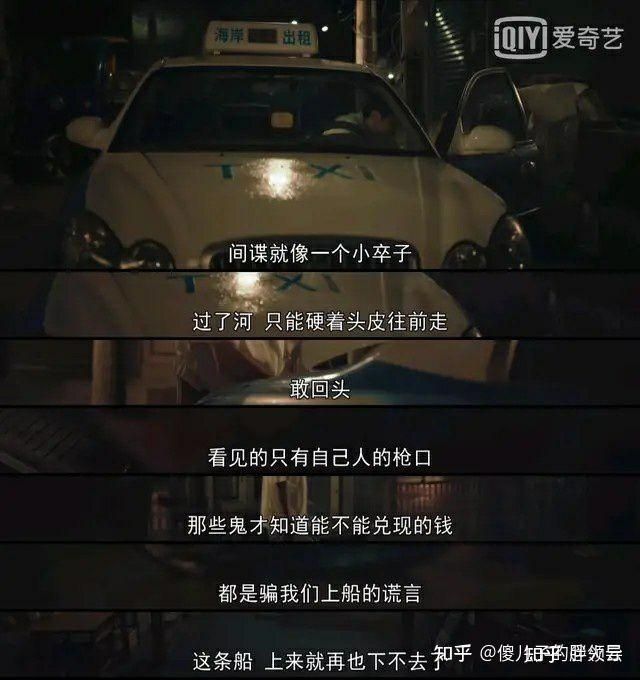 海岸 出租
iQIYI 爱奇艺
TAXi
间谍就像一个小卒子
过了河 只能硬着头皮往前走
敢回头
看见的只有自己人的枪口
那些鬼才知道能不能兑现的钱
都是骗我们上船的谎言
这条船 上来就再也下不去了
知乎 @傻
知乎